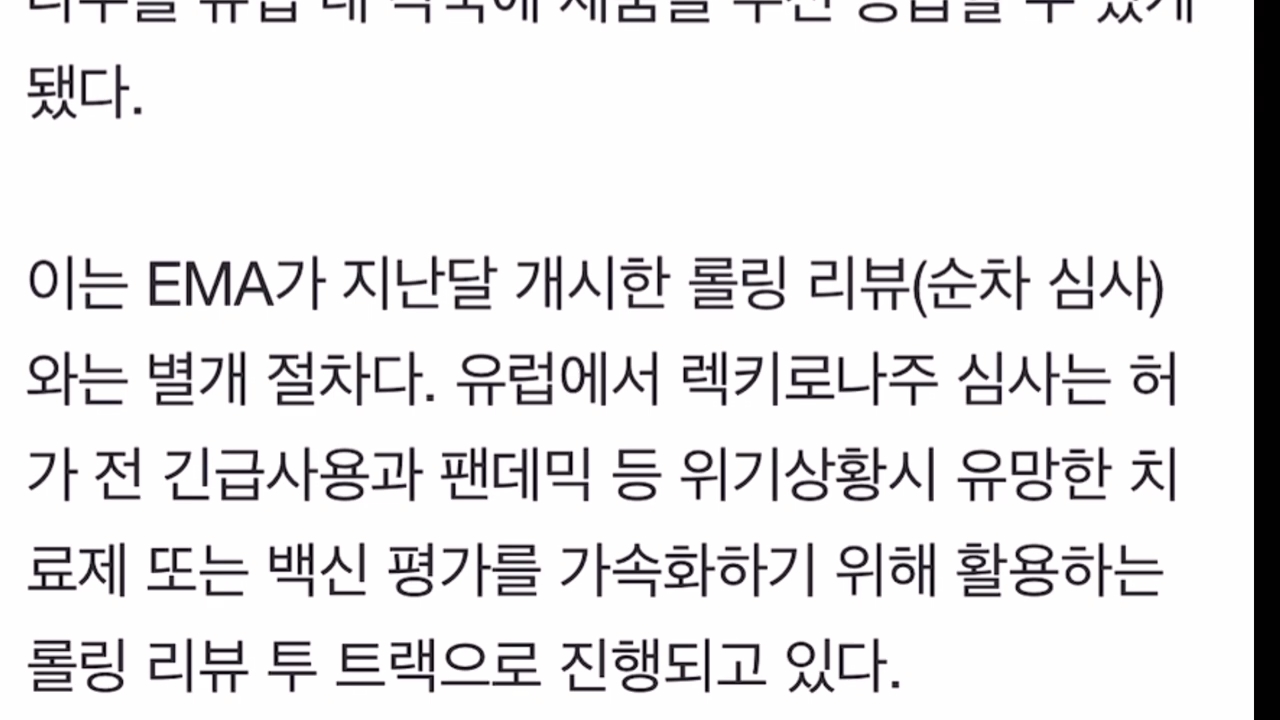 됐다.
이는 EMA가 지난달 개시한 롤링 리뷰(순차 심사)
와는 별개 절차다. 유럽에서 렉키로나주 심사는 허
가 전 긴급사용과 팬데믹 등 위기상황시 유망한 치
료제 또는 백신 평가를 가속화하기 위해 활용하는
롤링 리뷰 투 트랙으로 진행되고 있다.